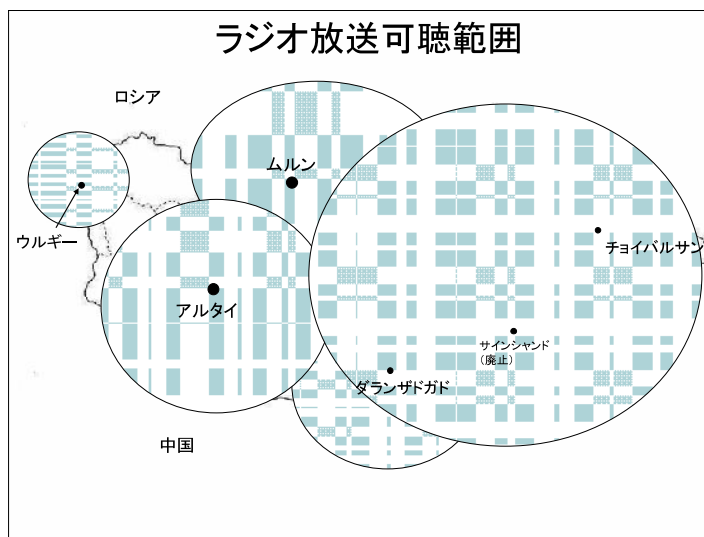 ラジオ放送可聴範囲
ロシア
ムルン
ウルギー
チョイバルサン
アルタイ
サインシャンド
（廃止）
ダランザドガド
中国